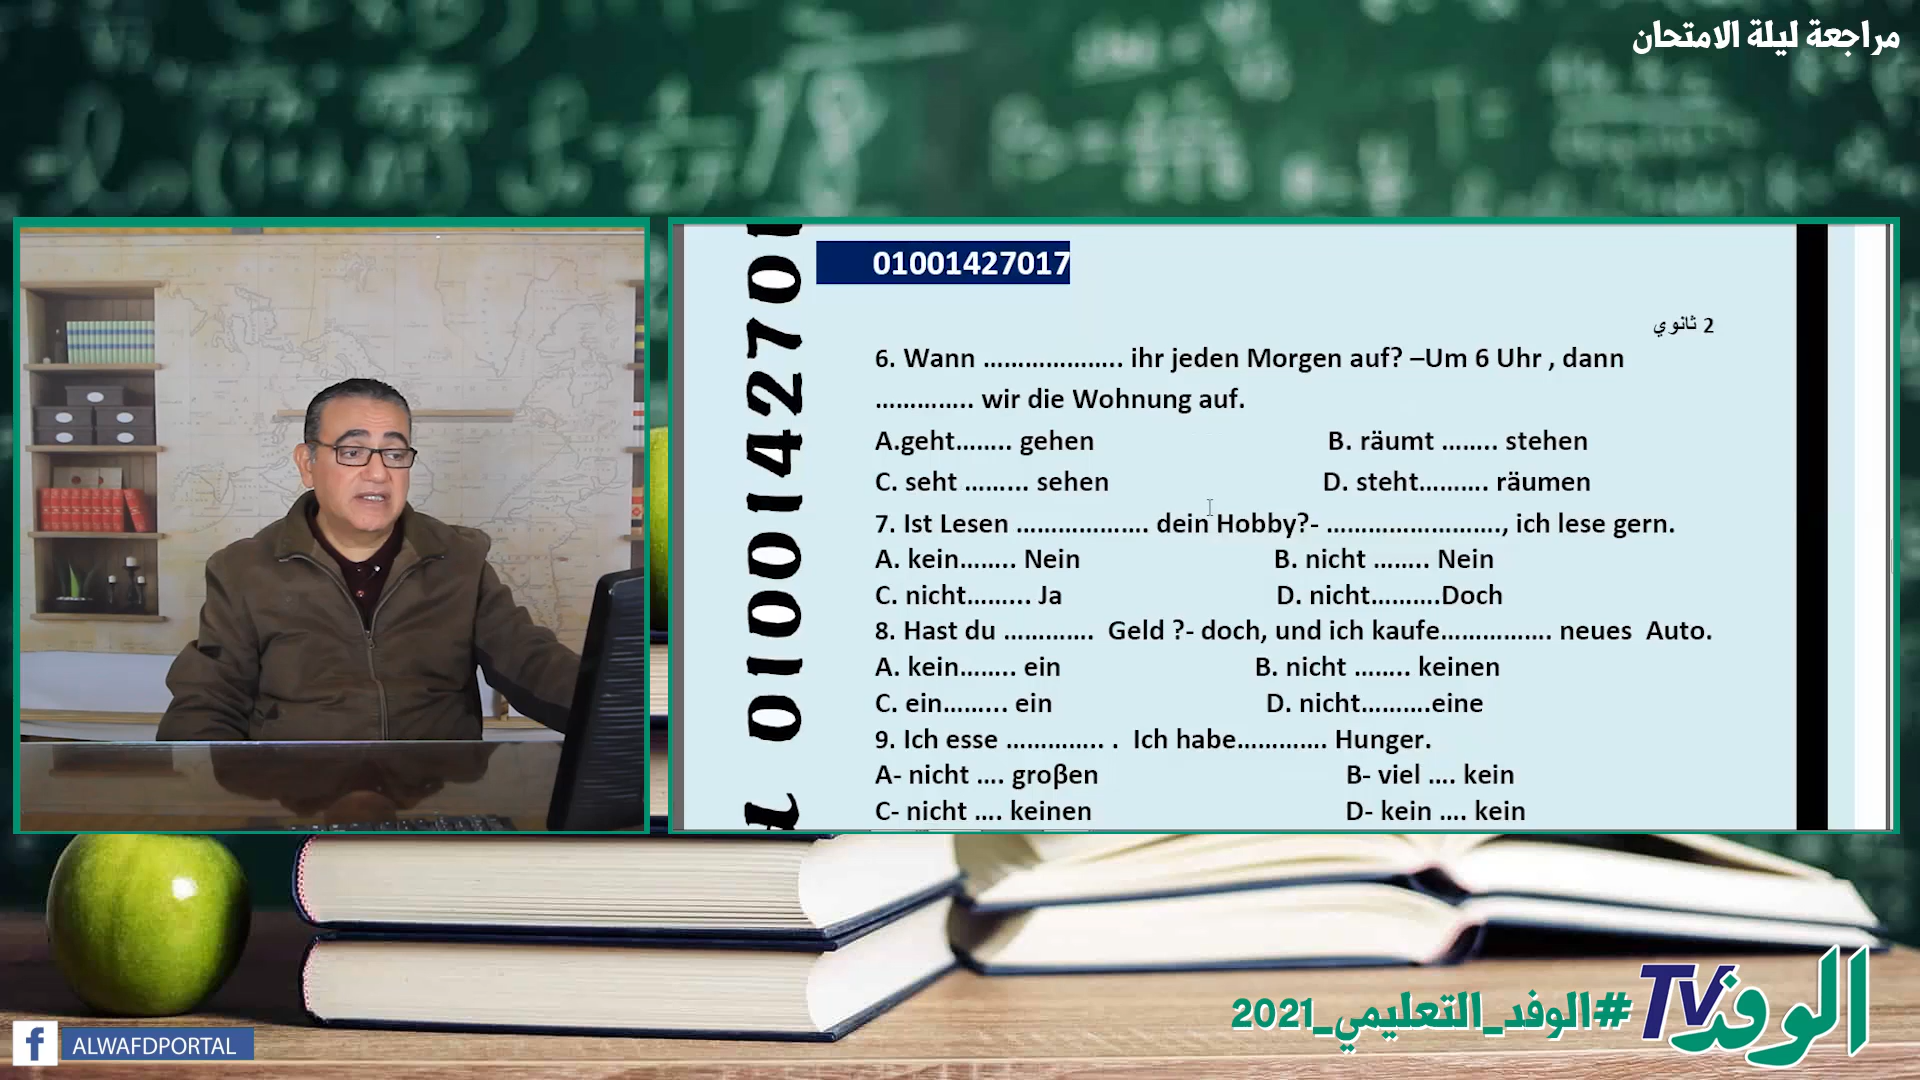 مراجعة ليلة الامتحان
01001427017
2 ثانوي
6. Wann ……………….. ihr jeden Morgen auf? –Um 6 Uhr , dann
………….. wir die Wohnung auf.
A.geht…….. gehen B. räumt …….. stehen
C. seht ……... sehen D. steht………. räumen
7. Ist Lesen ………………. dein Hobby?- ……………………., ich lese gern.
A. kein…….. Nein B. nicht …….. Nein
C. nicht……... Ja D. nicht……….Doch
8. Hast du …………. Geld ?- doch, und ich kaufe……………. neues Auto.
A. kein…….. ein B. nicht …….. keinen
C. ein……... ein D. nicht……….eine
9. Ich esse ………….. . Ich habe…………. Hunger.
A- nicht …. groβen B- viel …. kein
C- nicht …. keinen D- kein …. kein
#الوفد_التعليمي_2021
الوفد TV
f ALWAFDPORTAL